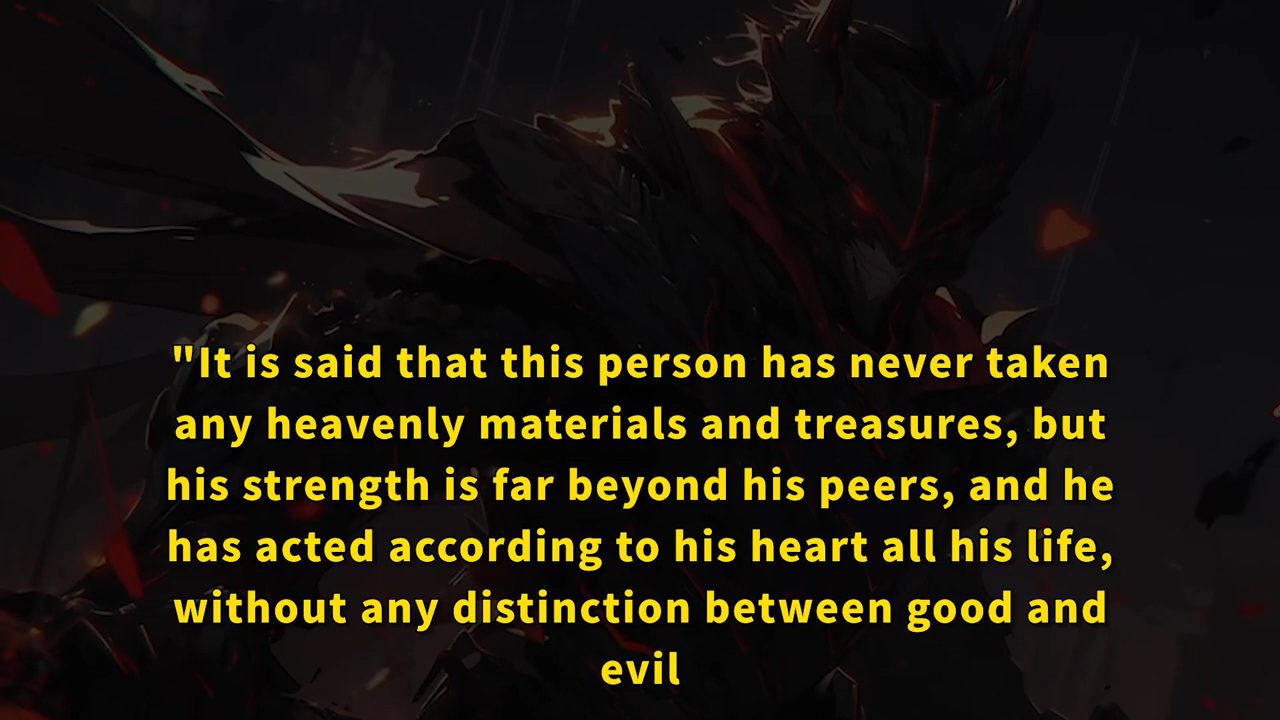 "It is said that this person has never taken
any heavenly materials and treasures, but
his strength is far beyond his peers, and he
has acted according to his heart all his life,
without any distinction between good and
evil